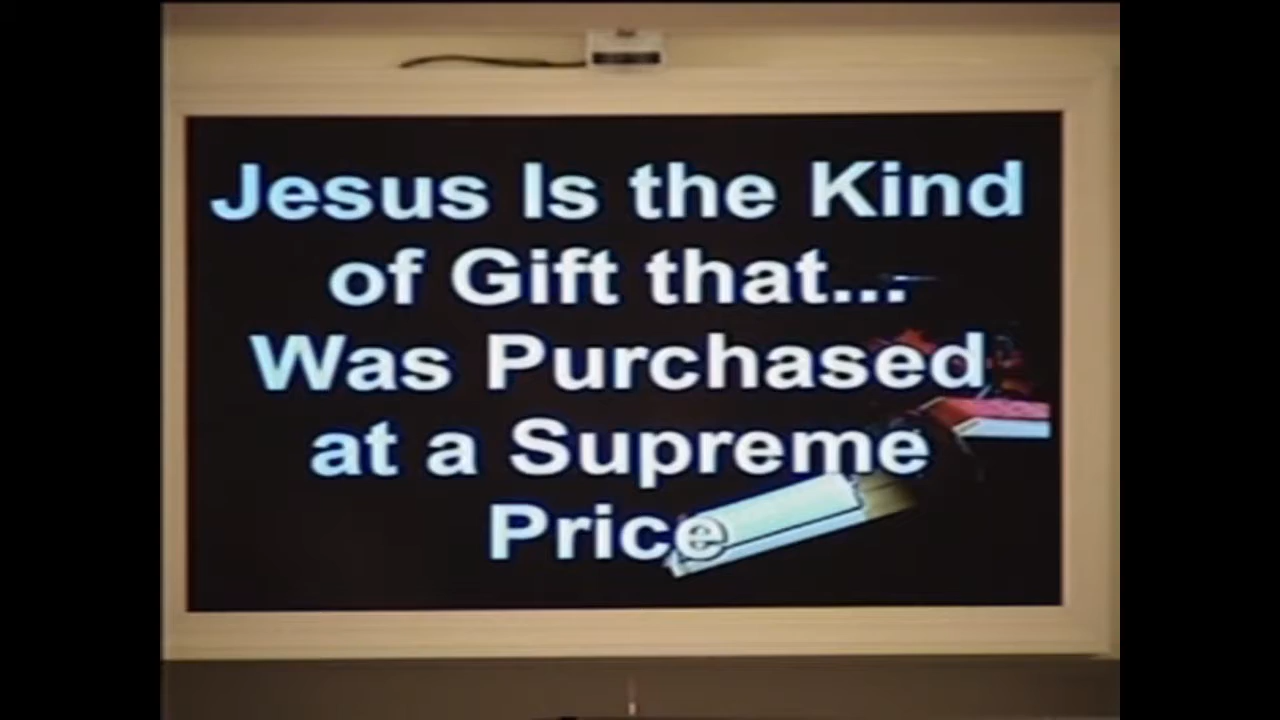 Jesus Is the Kind
of Gift that...
Was Purchased
at a Supreme
Price